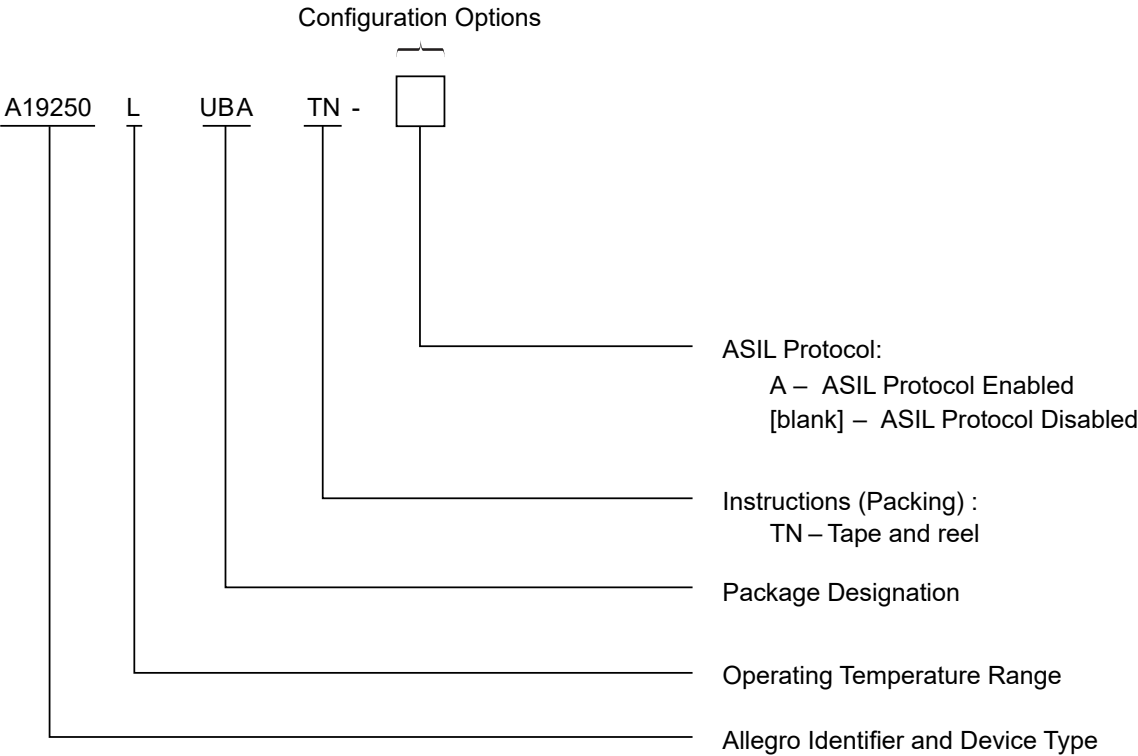 Configuration Options
A19250 L UBA TN -
ASIL Protocol:
A – ASIL Protocol Enabled
[blank] – ASIL Protocol Disabled
Instructions (Packing) :
TN – Tape and reel
Package Designation
Operating Temperature Range
Allegro Identifier and Device Type